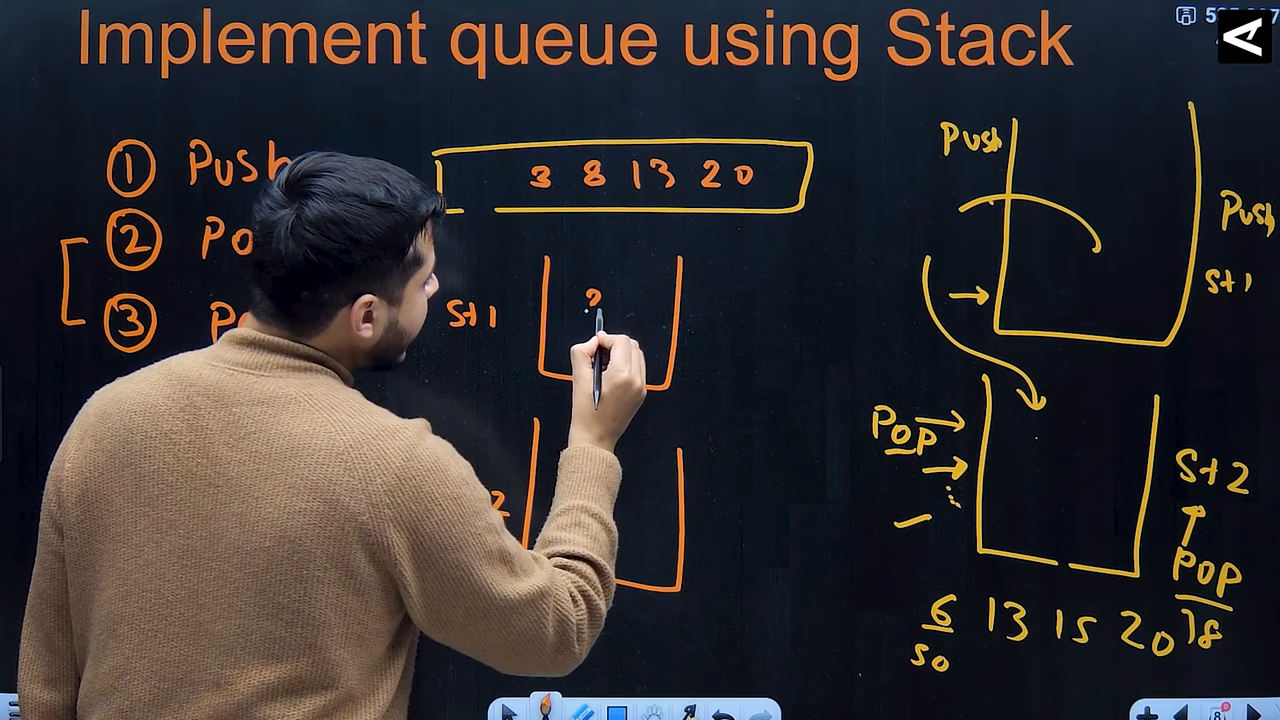 Implement queue using Stack
1 Push
2 Po
3 P
3 8 13 20
St1
2
Push
Push
St1
POP
St2
POP
6 13 15 20 18
50